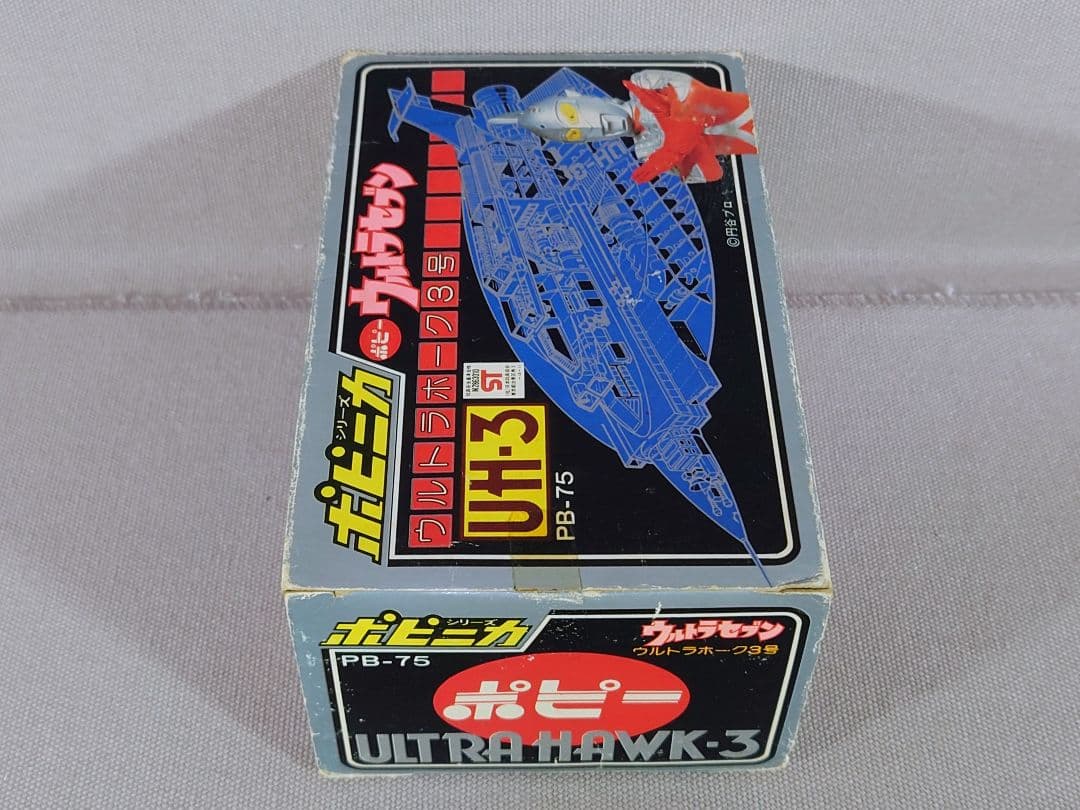 ポピニカ
シリーズ
ポピー
ウルトラセブン
ウルトラホーク3号
UH-3
PB-75
ST
©円谷プロ
ポピニカ
シリーズ
PB-75
ウルトラセブン
ウルトラホーク3号
ポピー
ULTRA HAWK-3